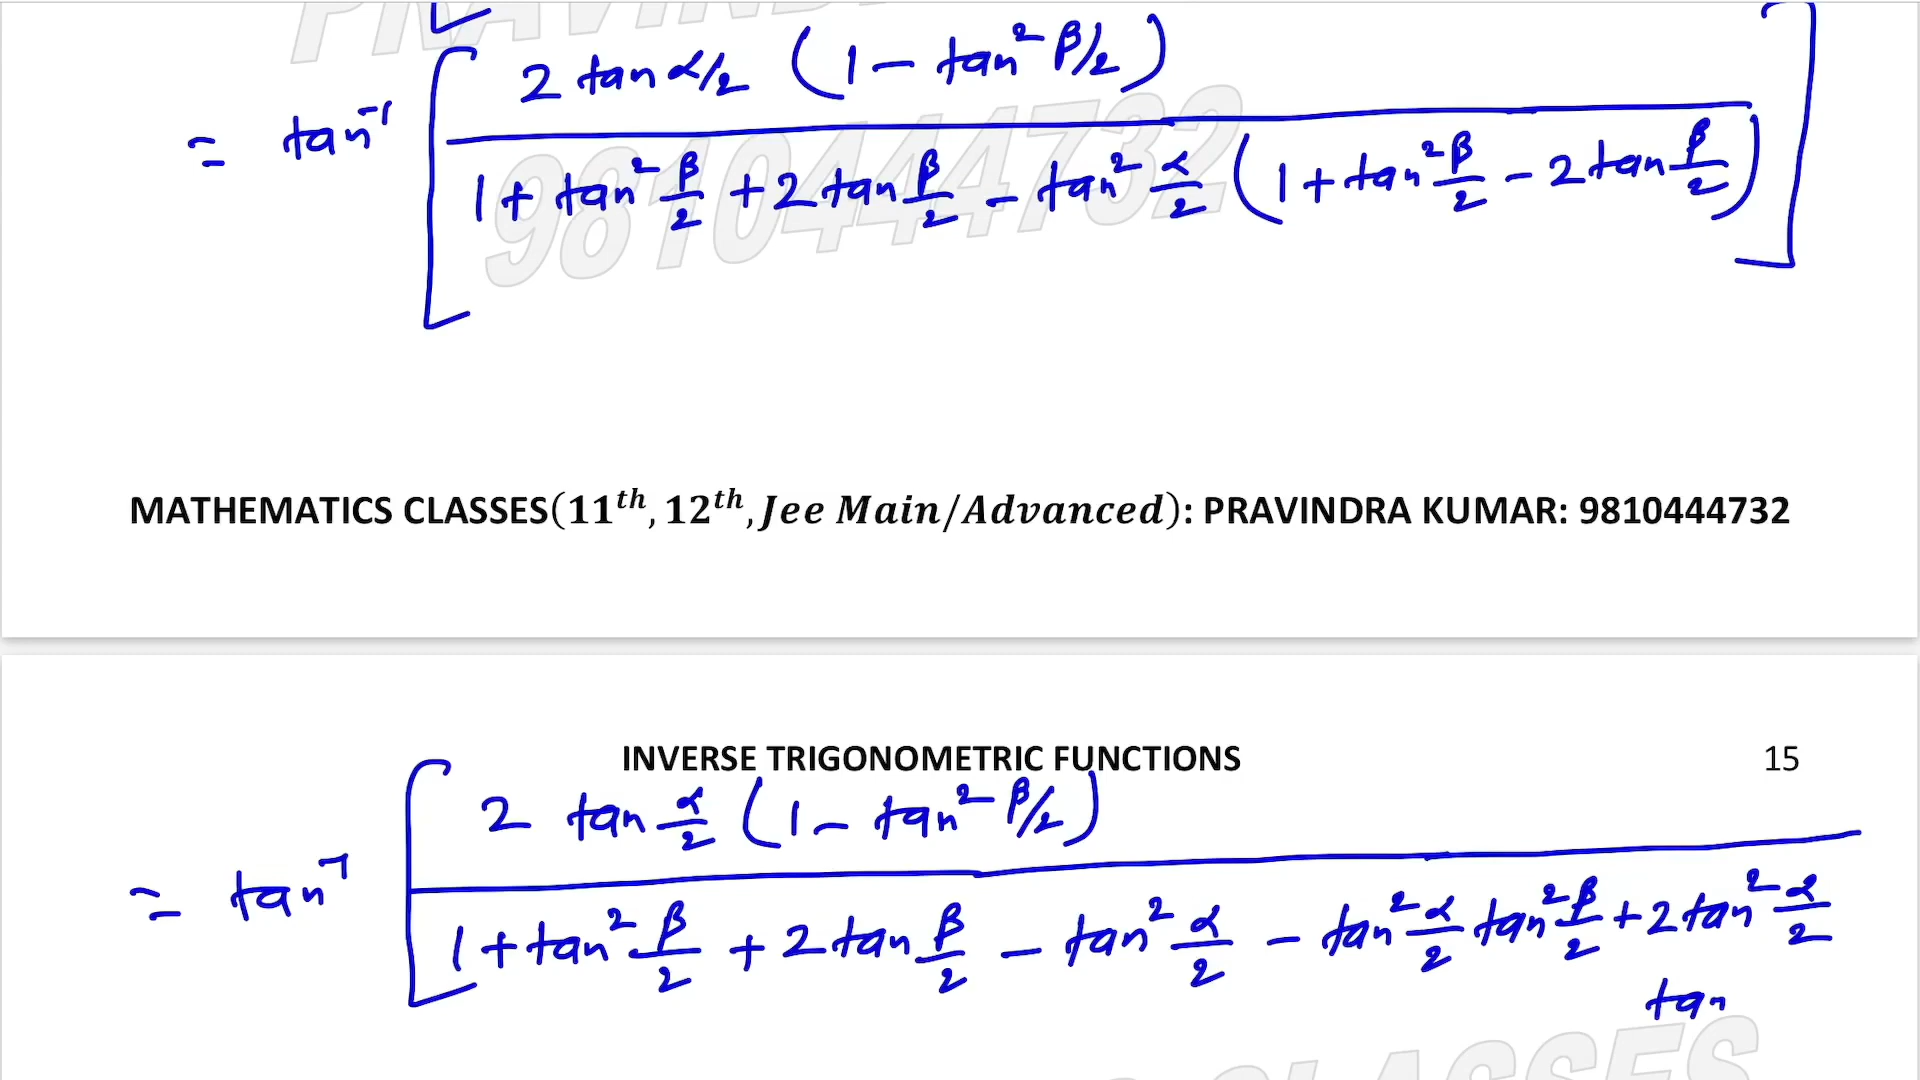 PRAVIND
9810444732
= tan⁻¹ [ 2 tan α/2 (1 - tan² β/2) / 1 + tan² β/2 + 2 tan β/2 - tan² α/2 (1 + tan² β/2 - 2 tan β/2) ]
MATHEMATICS CLASSES(11th, 12th, Jee Main/Advanced): PRAVINDRA KUMAR: 9810444732
INVERSE TRIGONOMETRIC FUNCTIONS 15
= tan⁻¹ [ 2 tan α/2 (1 - tan² β/2) / 1 + tan² β/2 + 2 tan β/2 - tan² α/2 - tan² α/2 tan² β/2 + 2 tan² α/2
tan
CLASSES